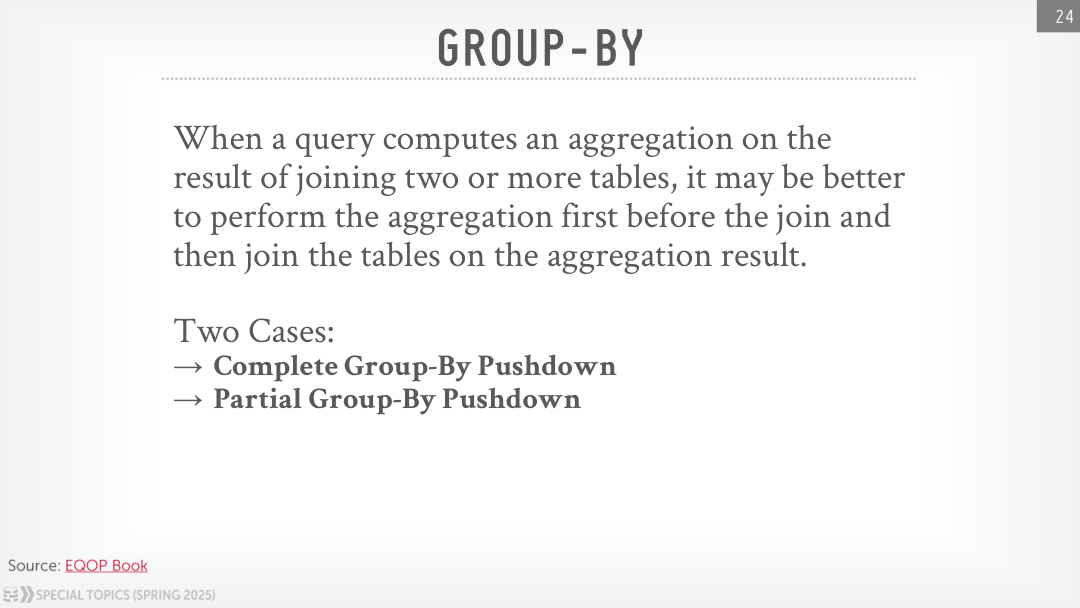 24
GROUP-BY
When a query computes an aggregation on the
result of joining two or more tables, it may be better
to perform the aggregation first before the join and
then join the tables on the aggregation result.
Two Cases:
→ Complete Group-By Pushdown
→ Partial Group-By Pushdown
Source: EQOP Book
SPECIAL TOPICS (SPRING 2025)